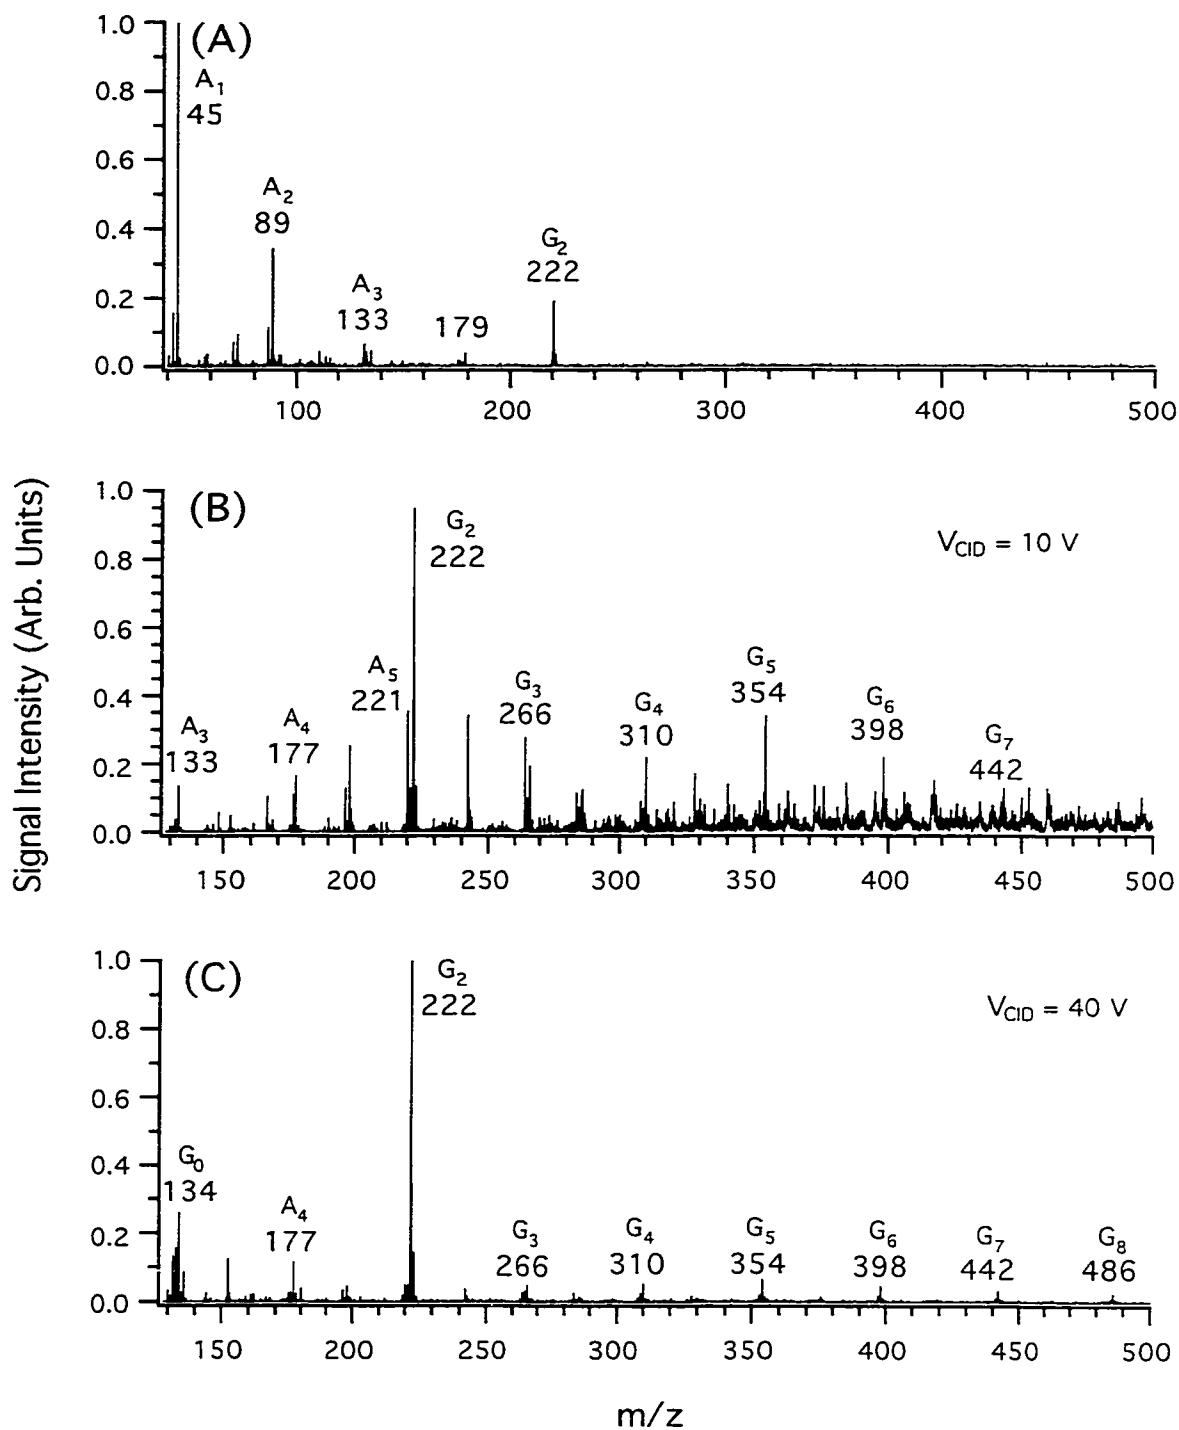 1.0
(A)
A1
45
0.8
0.6
A2
89
0.4
G2
222
A3
133
179
0.2
0.0
100 200 300 400 500
Signal Intensity (Arb. Units)
1.0
(B)
G2
222
VCID = 10 V
0.8
0.6
A5
221
G3
266
G5
354
0.4
A3
133
A4
177
G4
310
G6
398
G7
442
0.2
0.0
150 200 250 300 350 400 450 500
1.0
(C)
G2
222
VCID = 40 V
0.8
0.6
0.4
G0
134
A4
177
G3
266
G4
310
G5
354
G6
398
G7
442
G8
486
0.2
0.0
150 200 250 300 350 400 450 500
m/z